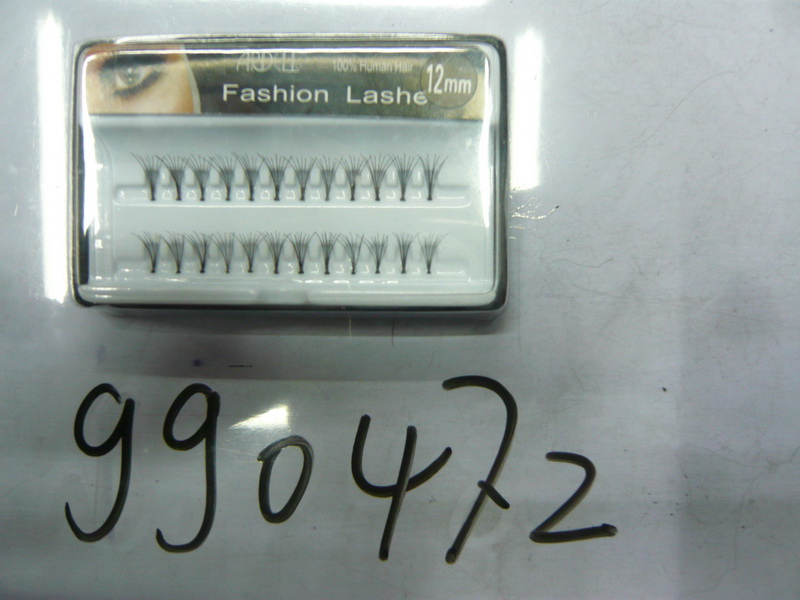 ARDELL
100% Human Hair
12mm
Fashion Lashe
990472